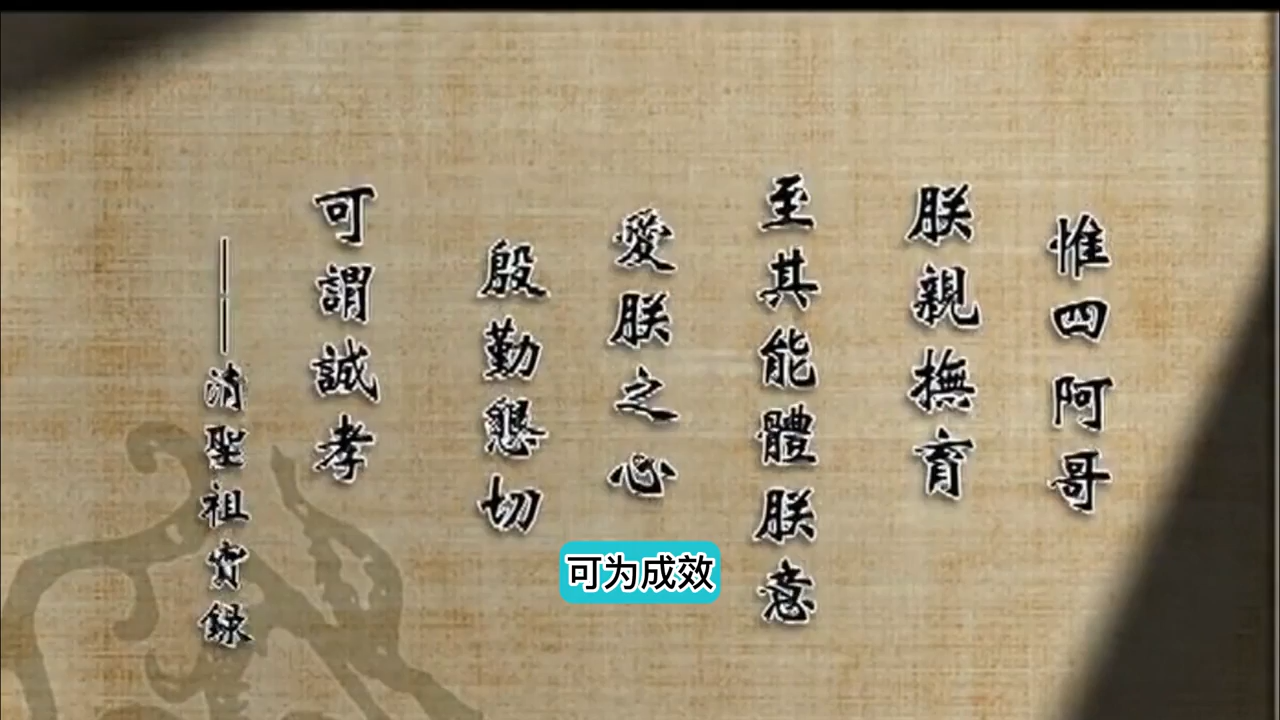 惟四阿哥
朕親撫育
至其能體朕意
愛朕之心
殷勤懇切
可謂誠孝
——清聖祖實録
可为成效